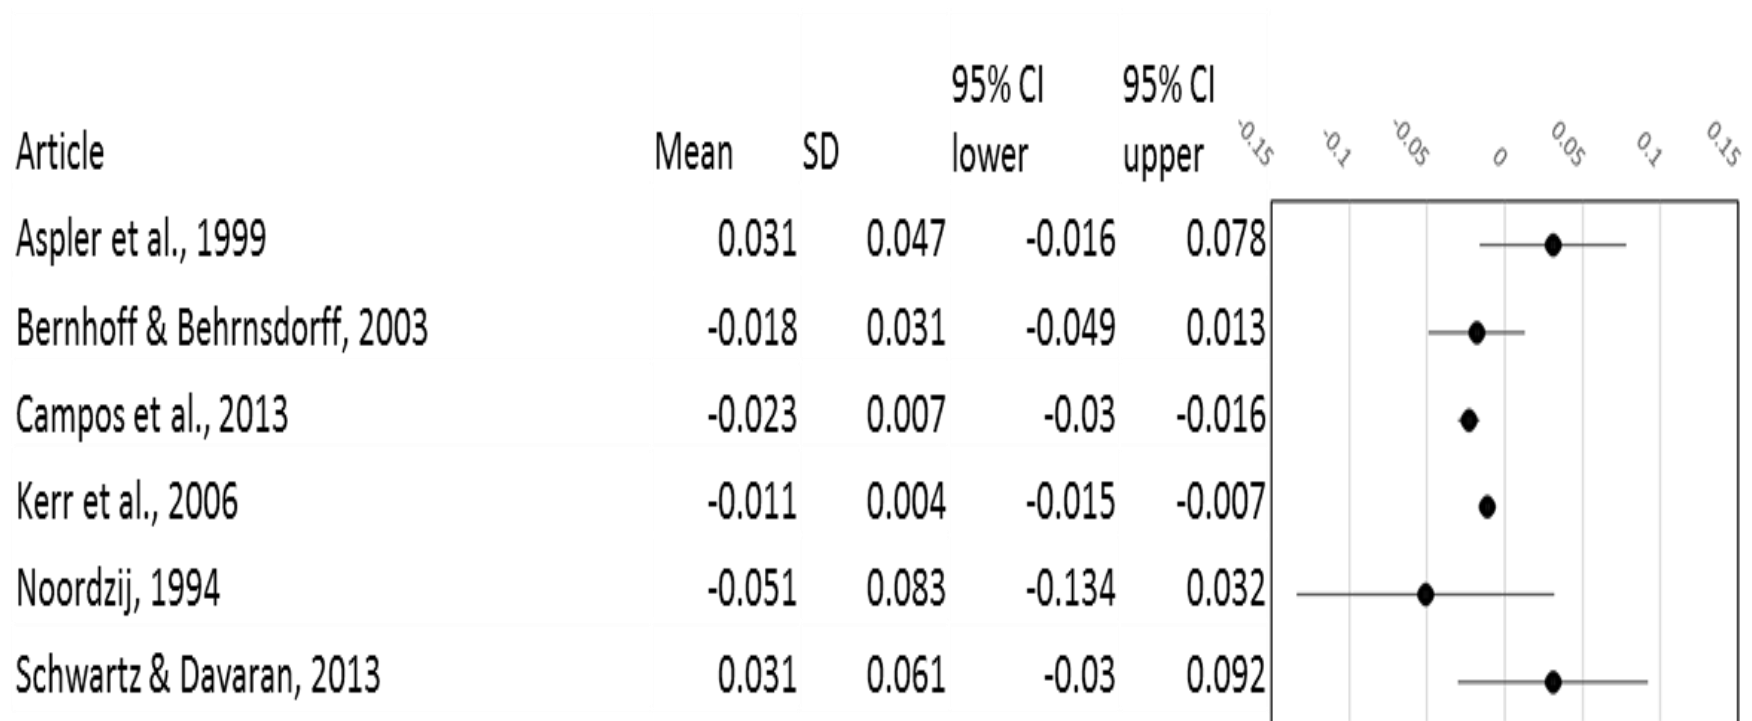 Article Mean SD 95% CI lower 95% CI upper
-0.15 -0.1 -0.05 0 0.05 0.1 0.15
Aspler et al., 1999 0.031 0.047 -0.016 0.078
Bernhoff & Behrnsdorff, 2003 -0.018 0.031 -0.049 0.013
Campos et al., 2013 -0.023 0.007 -0.03 -0.016
Kerr et al., 2006 -0.011 0.004 -0.015 -0.007
Noordzij, 1994 -0.051 0.083 -0.134 0.032
Schwartz & Davaran, 2013 0.031 0.061 -0.03 0.092